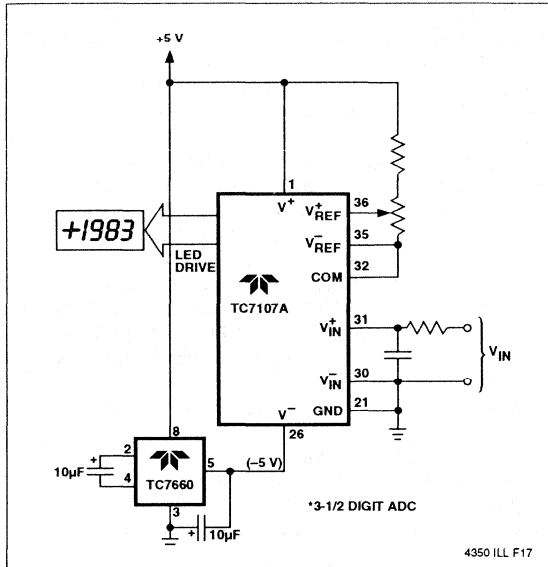 +5 V
1
V+
36
V+REF
35
V−REF
32
COM
+1983
LED
DRIVE
TC7107A
31
V+IN
VIN
30
V−IN
21
GND
V−
26
8
2
5
(−5 V)
+
10µF
4
TC7660
3
+
10µF
*3-1/2 DIGIT ADC
4350 ILL F17